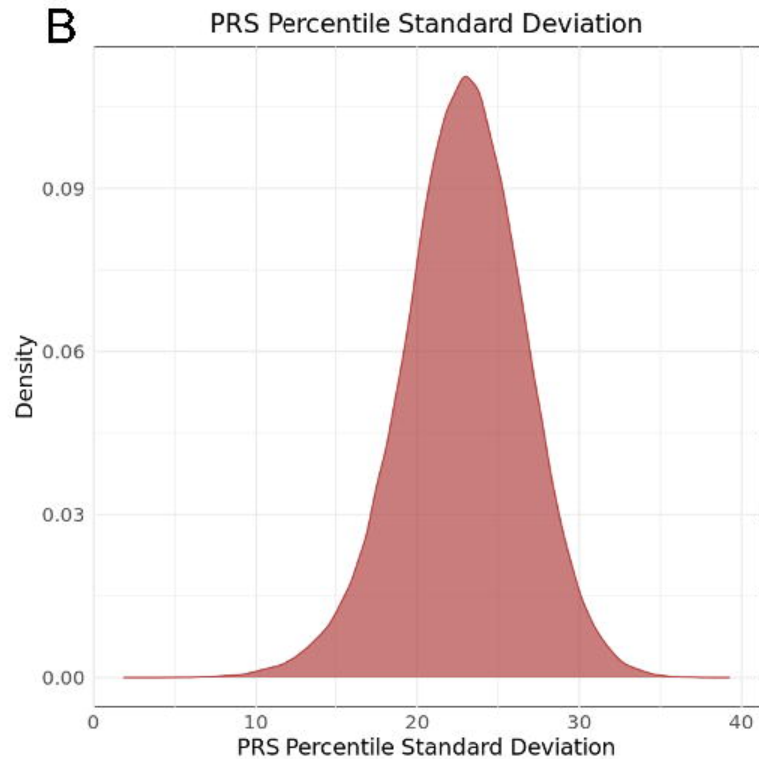 B
PRS Percentile Standard Deviation
Density
0.09
0.06
0.03
0.00
0 10 20 30 40
PRS Percentile Standard Deviation